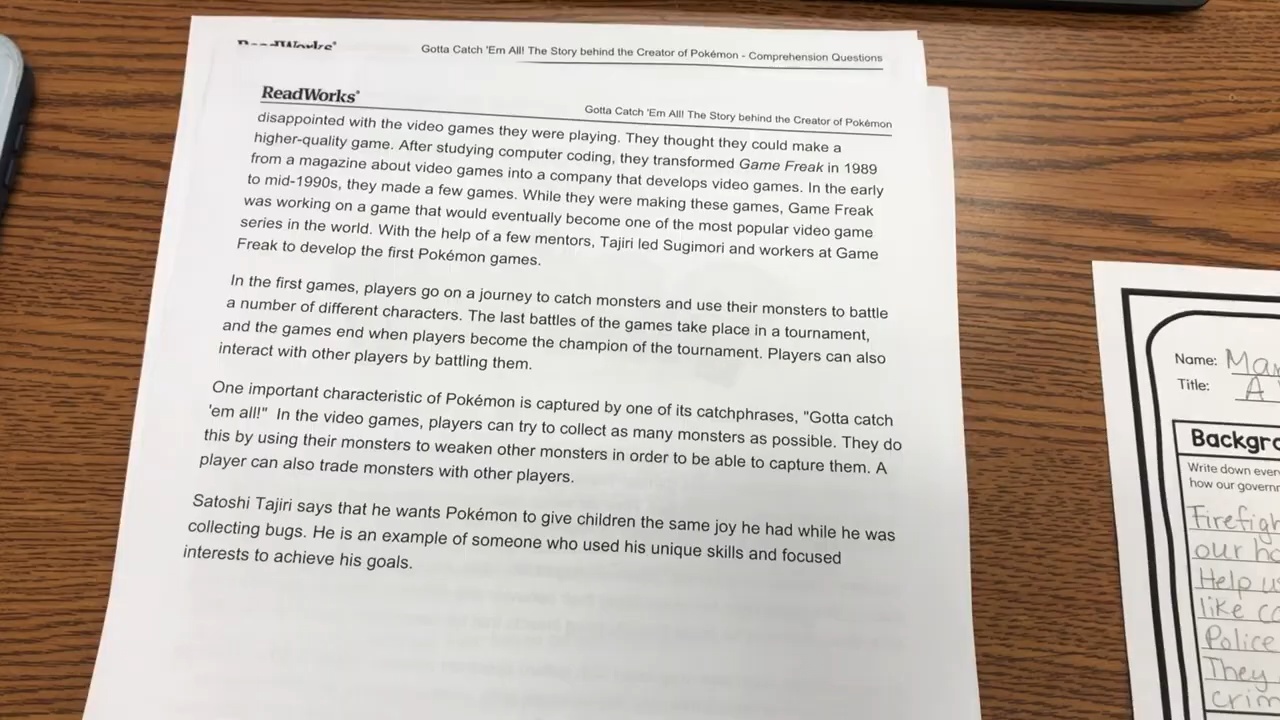 Gotta Catch 'Em All! The Story behind the Creator of Pokémon - Comprehension Questions
ReadWorks®
Gotta Catch 'Em All! The Story behind the Creator of Pokémon
disappointed with the video games they were playing. They thought they could make a
higher-quality game. After studying computer coding, they transformed Game Freak in 1989
from a magazine about video games into a company that develops video games. In the early
to mid-1990s, they made a few games. While they were making these games, Game Freak
was working on a game that would eventually become one of the most popular video game
series in the world. With the help of a few mentors, Tajiri led Sugimori and workers at Game
Freak to develop the first Pokémon games.
In the first games, players go on a journey to catch monsters and use their monsters to battle
a number of different characters. The last battles of the games take place in a tournament,
and the games end when players become the champion of the tournament. Players can also
interact with other players by battling them.
One important characteristic of Pokémon is captured by one of its catchphrases, "Gotta catch
'em all!" In the video games, players can try to collect as many monsters as possible. They do
this by using their monsters to weaken other monsters in order to be able to capture them. A
player can also trade monsters with other players.
Satoshi Tajiri says that he wants Pokémon to give children the same joy he had while he was
collecting bugs. He is an example of someone who used his unique skills and focused
interests to achieve his goals.
Name:
Title: A
Write down
how our
our
Help
like
Police
They